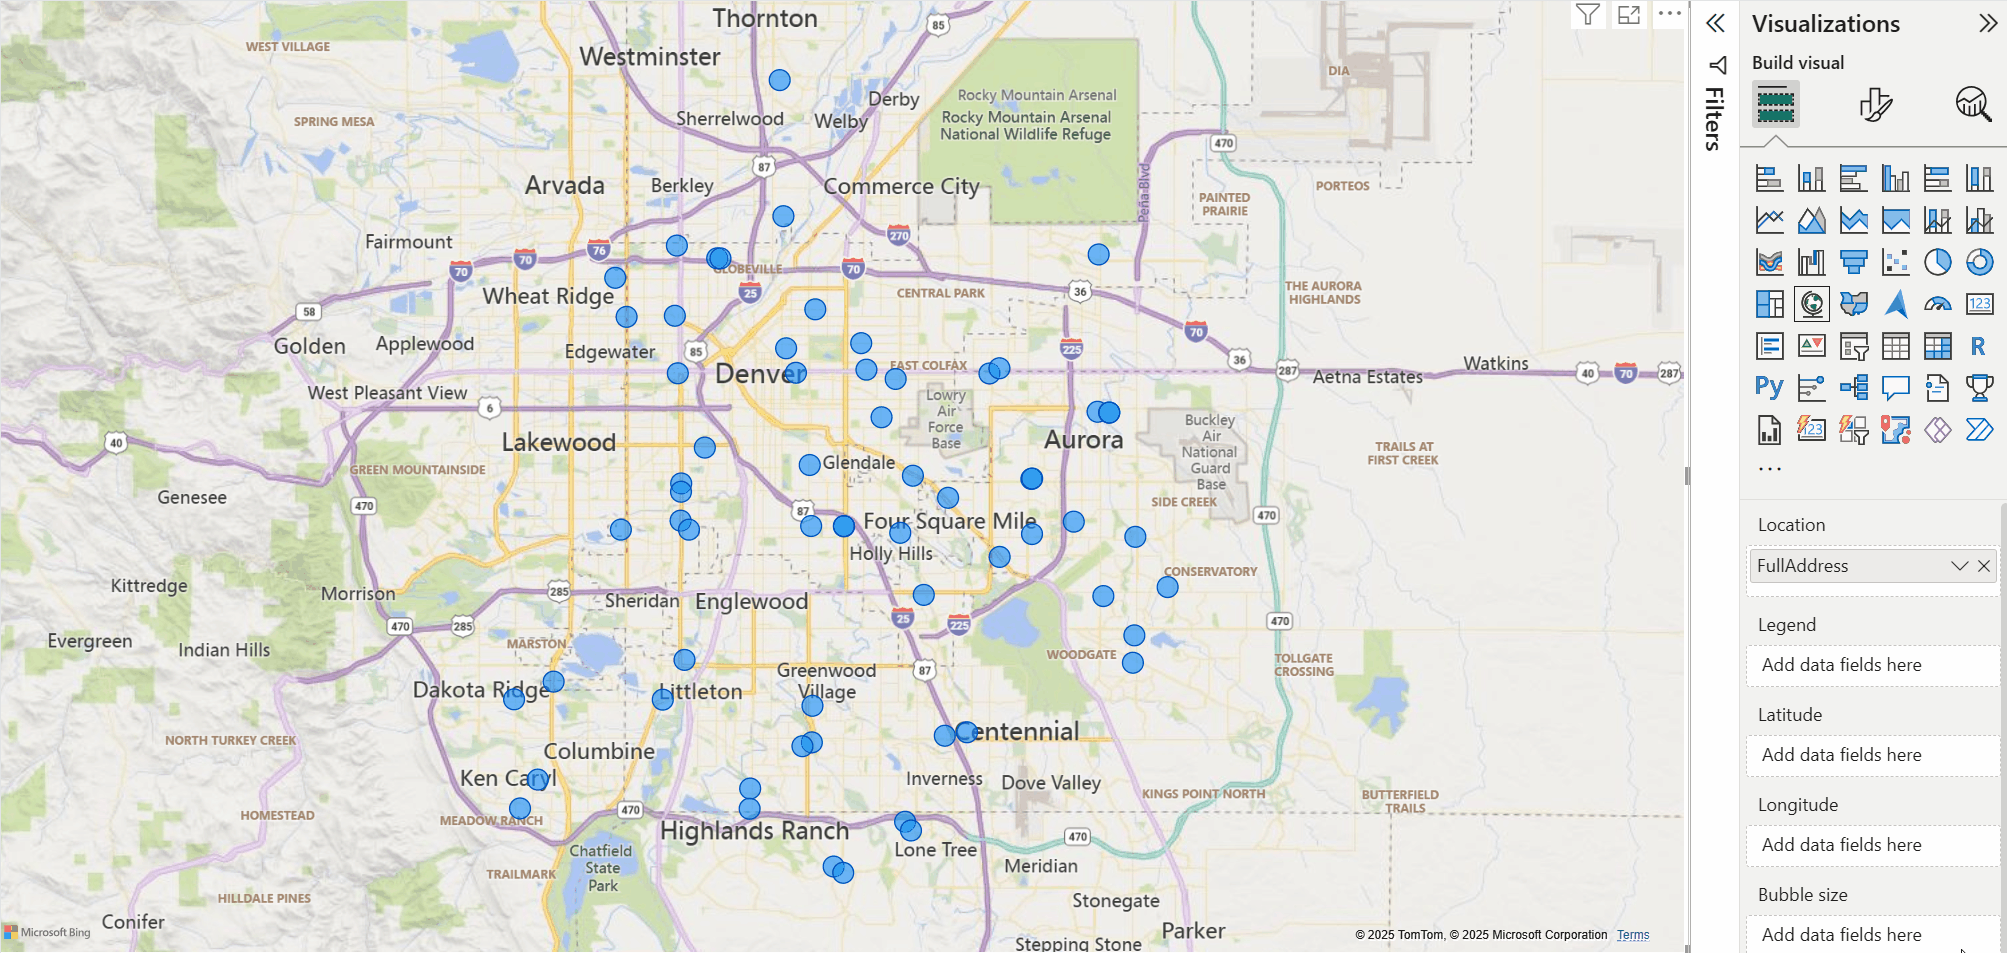 Thornton
85
WEST VILLAGE
Westminster
DIA
Derby
Rocky Mountain Arsenal
Rocky Mountain Arsenal
National Wildlife Refuge
SPRING MESA
Sherrelwood
Welby
470
87
Arvada
Berkley
Commerce City
Peña Blvd
PORTEOS
PAINTED
PRAIRIE
Fairmount
76
270
70
70
GLOBEVILLE
70
25
CENTRAL PARK
36
THE AURORA
HIGHLANDS
Wheat Ridge
58
70
Golden
Applewood
Edgewater
85
225
36
Denver
EAST COLFAX
287
Aetna Estates
Watkins
40
70
287
West Pleasant View
6
Lowry
Air
Force
Base
40
Lakewood
Aurora
Buckley
Air
National
Guard
Base
TRAILS AT
FIRST CREEK
GREEN MOUNTAINSIDE
Glendale
Genesee
470
SIDE CREEK
87
Four Square Mile
470
Holly Hills
CONSERVATORY
Kittredge
Morrison
285
Sheridan
Englewood
470
285
25
225
470
Evergreen
Indian Hills
MARSTON
WOODGATE
TOLLGATE
CROSSING
Greenwood
Village
87
Dakota Ridge
Littleton
NORTH TURKEY CREEK
Columbine
Centennial
Ken Caryl
Inverness
Dove Valley
KINGS POINT NORTH
BUTTERFIELD
TRAILS
HOMESTEAD
MEADOW RANCH
470
Highlands Ranch
470
Chatfield
State
Park
Lone Tree
Meridian
TRAILMARK
HILLDALE PINES
Stonegate
Conifer
Parker
Stepping Stone
Microsoft Bing
© 2025 TomTom, © 2025 Microsoft Corporation Terms
Filters
Visualizations
Build visual
123
R
Py
123
Location
FullAddress
Legend
Add data fields here
Latitude
Add data fields here
Longitude
Add data fields here
Bubble size
Add data fields here